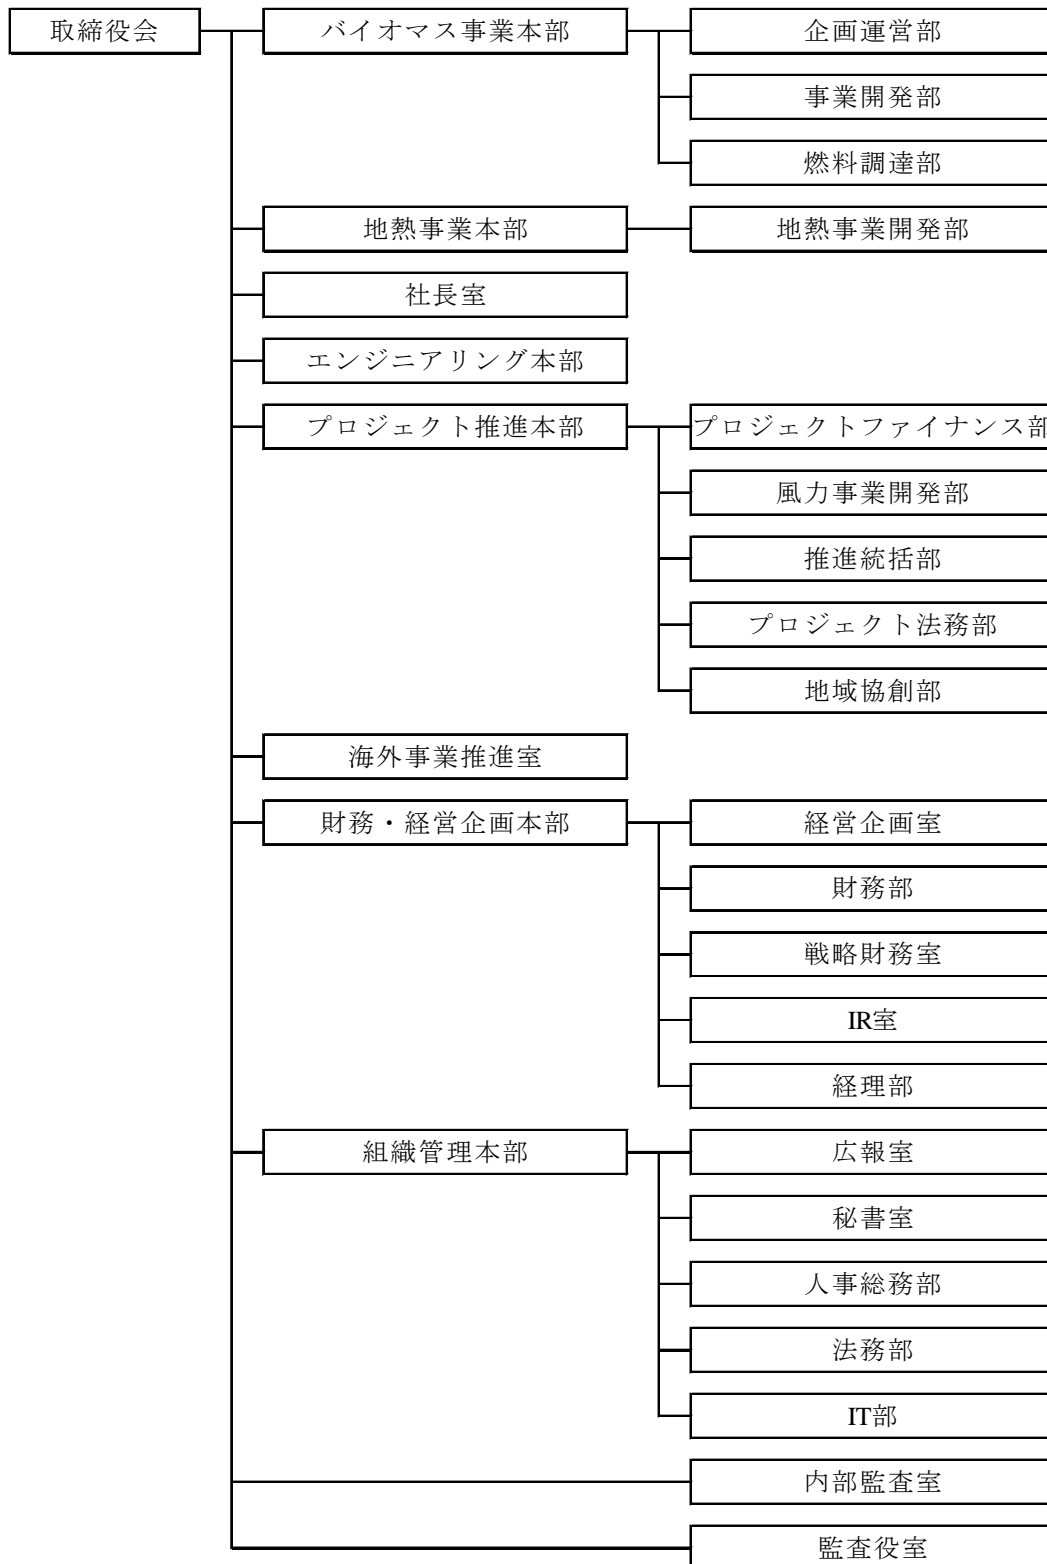 取締役会
バイオマス事業本部
企画運営部
事業開発部
燃料調達部
地熱事業本部
地熱事業開発部
社長室
エンジニアリング本部
プロジェクト推進本部
プロジェクトファイナンス部
風力事業開発部
推進統括部
プロジェクト法務部
地域協創部
海外事業推進室
財務・経営企画本部
経営企画室
財務部
戦略財務室
IR室
経理部
組織管理本部
広報室
秘書室
人事総務部
法務部
IT部
内部監査室
監査役室